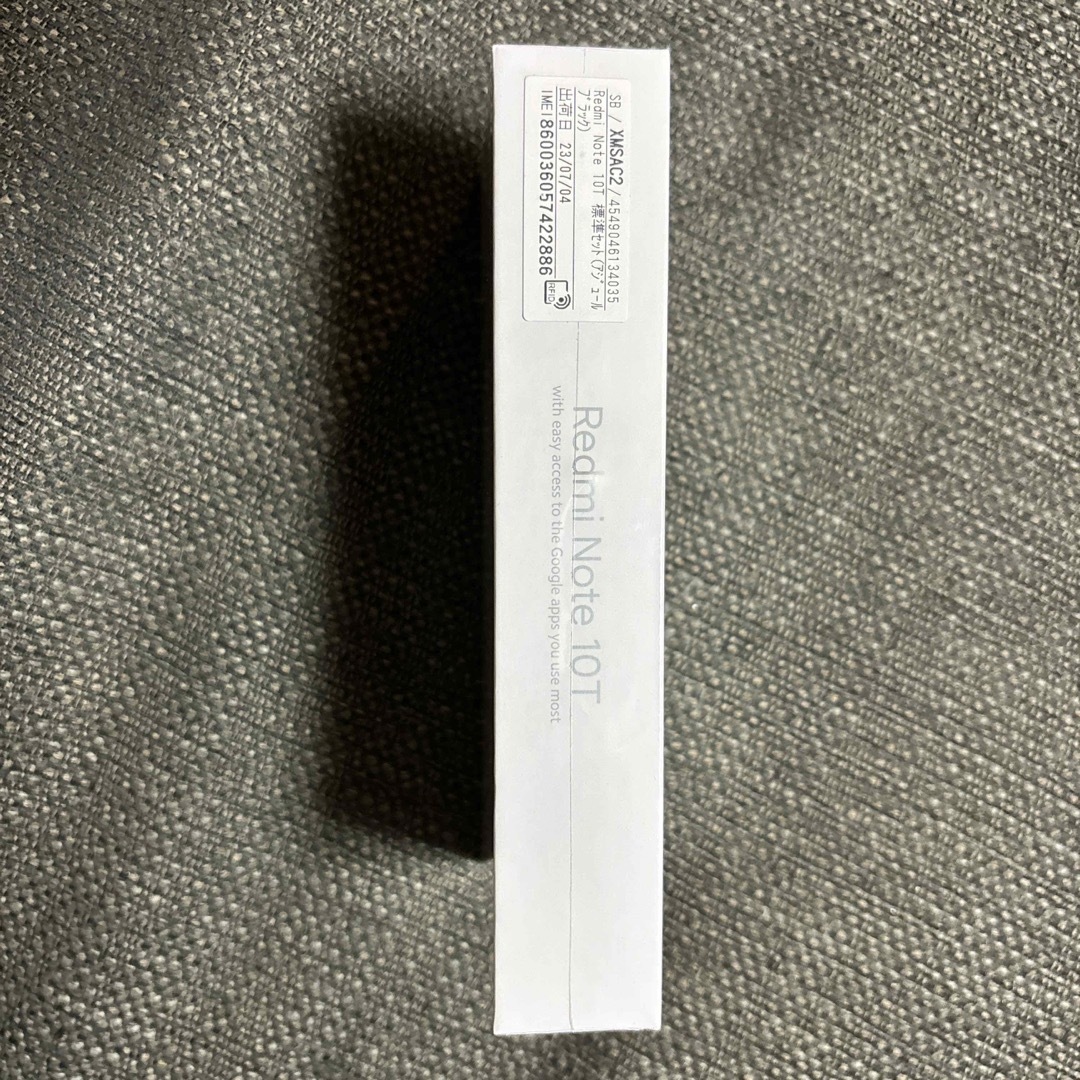 SB / XMSAC2 / 4549046134035
Redmi Note 10T 標準セット(アジュール
ブラック)
出荷日 23/07/04
IMEI 860036057422886
RFID
Redmi Note 10T
with easy access to the Google apps you use most